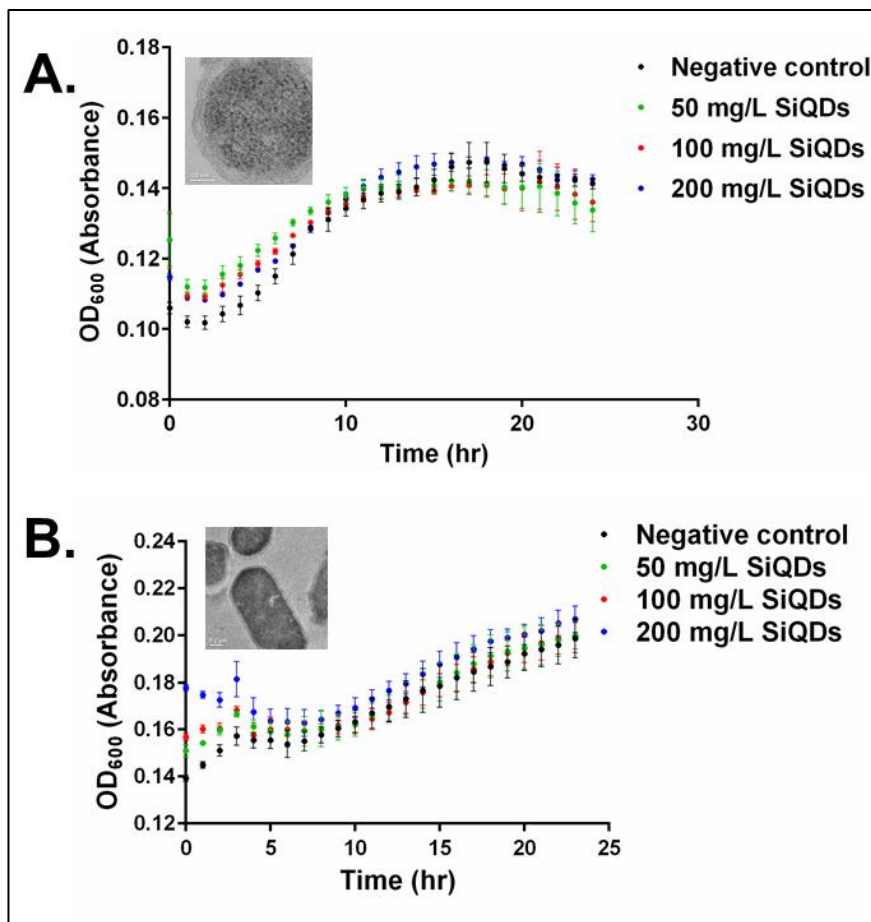 A.
0.18
0.16
0.14
0.12
0.10
0.08
OD600 (Absorbance)
0
10
20
30
Time (hr)
Negative control
50 mg/L SiQDs
100 mg/L SiQDs
200 mg/L SiQDs
B.
0.24
0.22
0.20
0.18
0.16
0.14
0.12
OD600 (Absorbance)
0
5
10
15
20
25
Time (hr)
Negative control
50 mg/L SiQDs
100 mg/L SiQDs
200 mg/L SiQDs